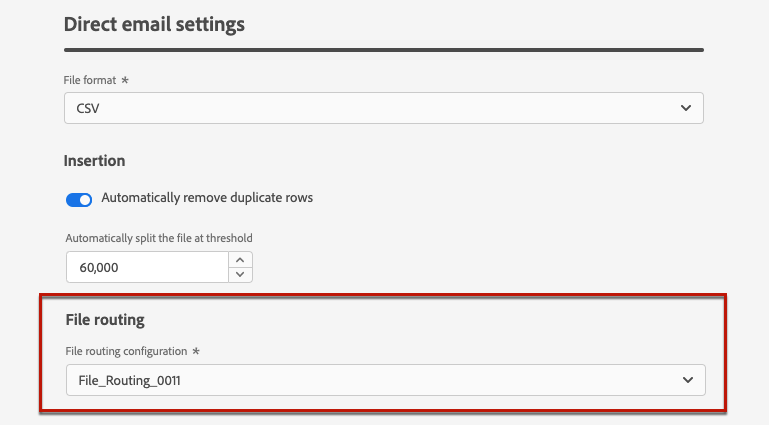 Direct email settings
File format *
CSV
Insertion
Automatically remove duplicate rows
Automatically split the file at threshold
60,000
File routing
File routing configuration *
File_Routing_0011